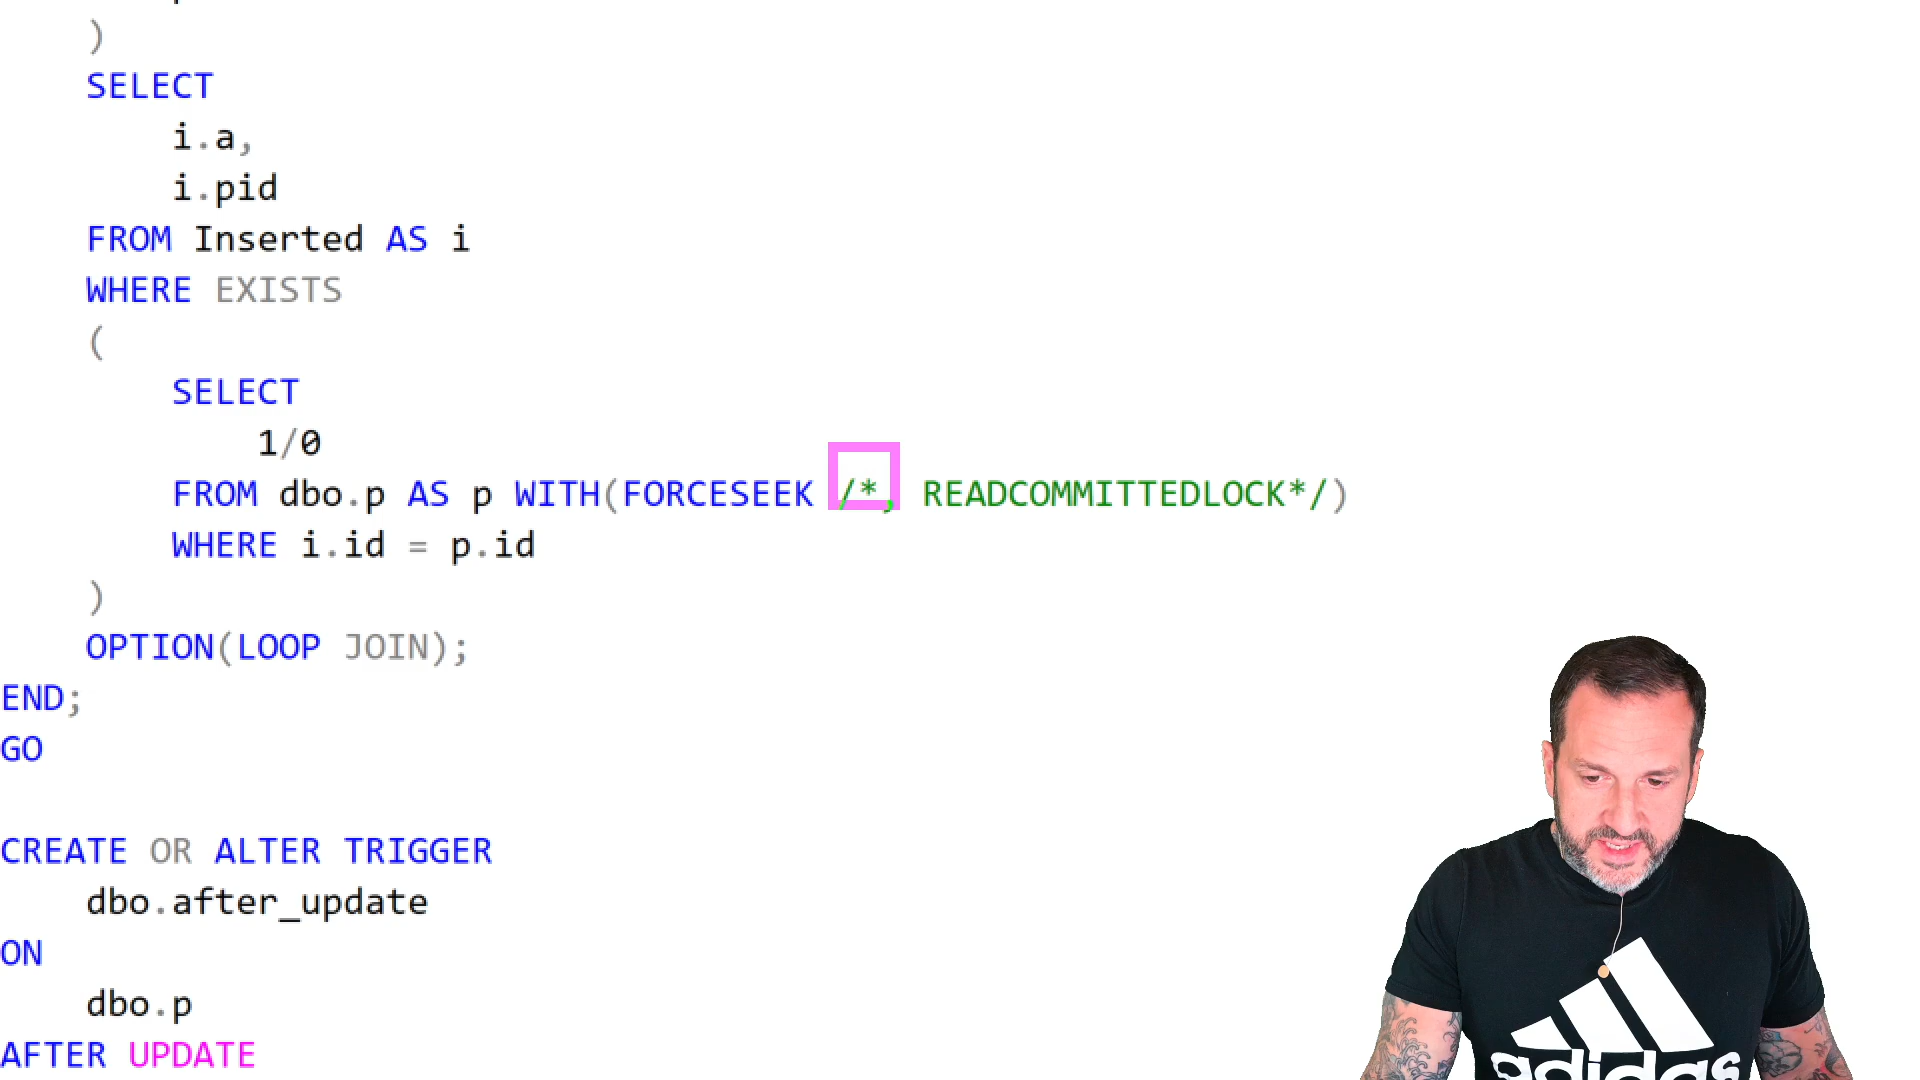 )
SELECT
i.a,
i.pid
FROM Inserted AS i
WHERE EXISTS
(
SELECT
1/0
FROM dbo.p AS p WITH(FORCESEEK /*, READCOMMITTEDLOCK*/)
WHERE i.id = p.id
)
OPTION(LOOP JOIN);
END;
GO
CREATE OR ALTER TRIGGER
dbo.after_update
ON
dbo.p
AFTER UPDATE
adidas